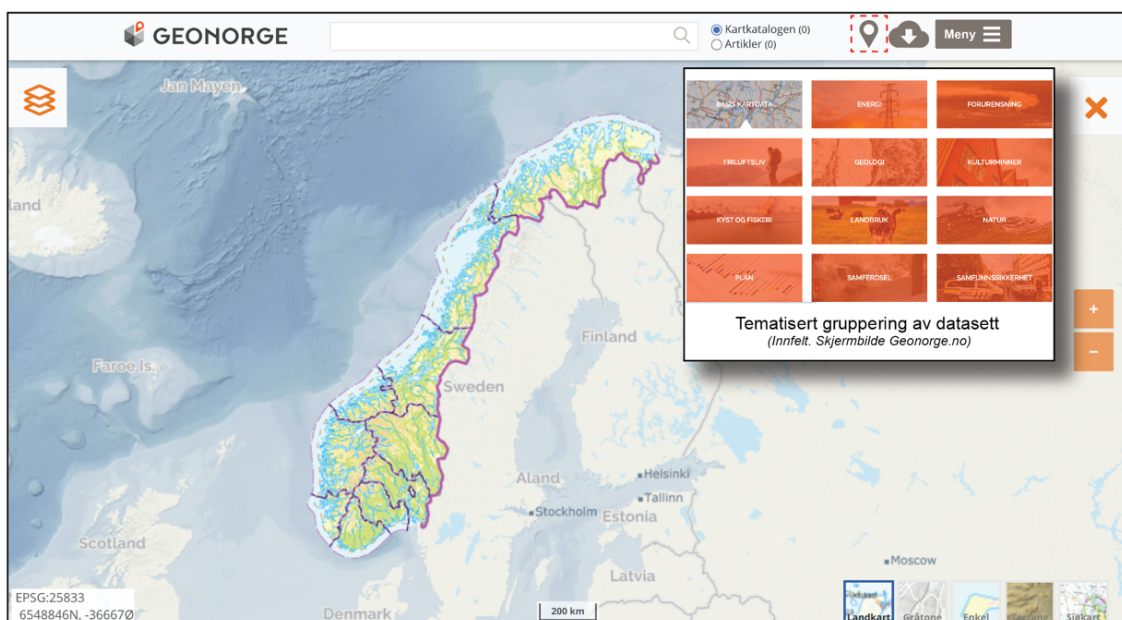 GEONORGE
Kartkatalogen (0)
Artikler (0)
Meny
Jan Mayen
BASIS KARTDATA
ENERGI
FORURENSNING
FRILUFTSLIV
GEOLOGI
KULTURMINNER
KYST OG FISKERI
LANDBRUK
NATUR
PLAN
SAMFERDSEL
SAMFUNNSSIKKERHET
Tematisert gruppering av datasett
(Innfelt. Skjermbilde Geonorge.no)
land
+
−
Finland
Faroe Is.
Sweden
Helsinki
Aland
Tallinn
Stockholm
Estonia
Scotland
Moscow
Latvia
EPSG:25833
6548846N, -36667Ø
Denmark
200 km
Landkart
Gråtone
Enkel
Terreng
Sjøkart